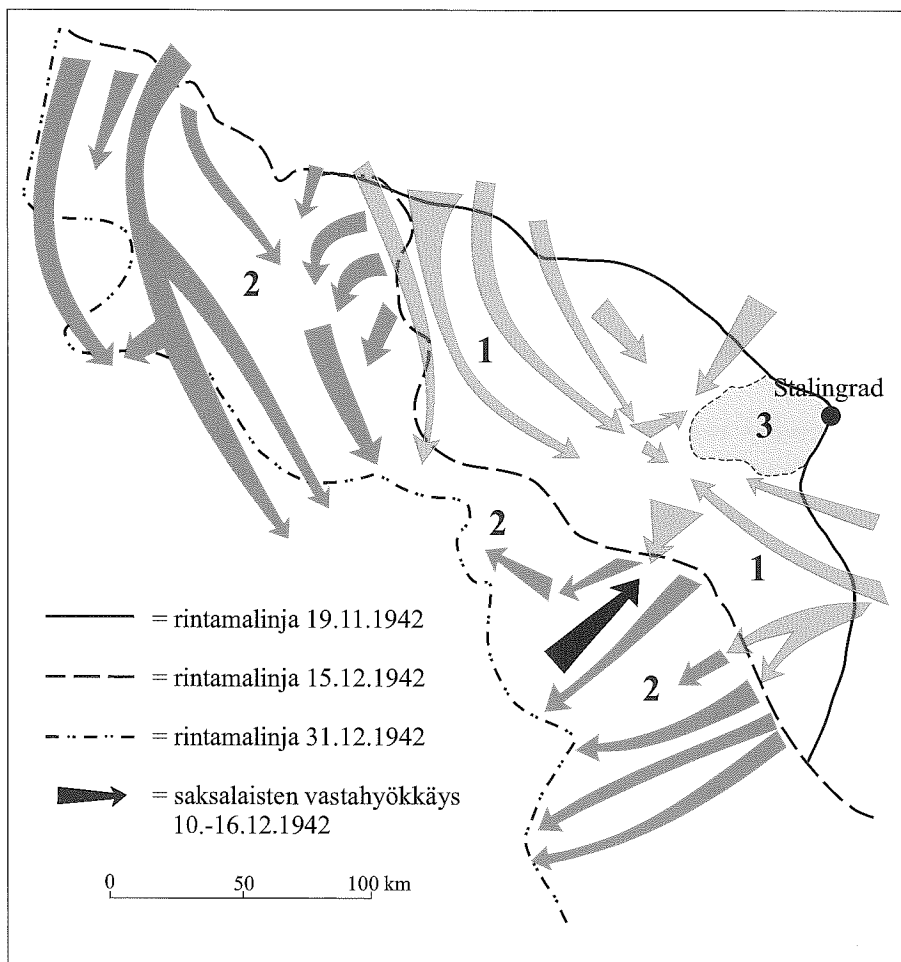 Stalingrad
2
1
3
2
1
2
= rintamalinja 19.11.1942
= rintamalinja 15.12.1942
= rintamalinja 31.12.1942
= saksalaisten vastahyökkäys
10.-16.12.1942
0 50 100 km